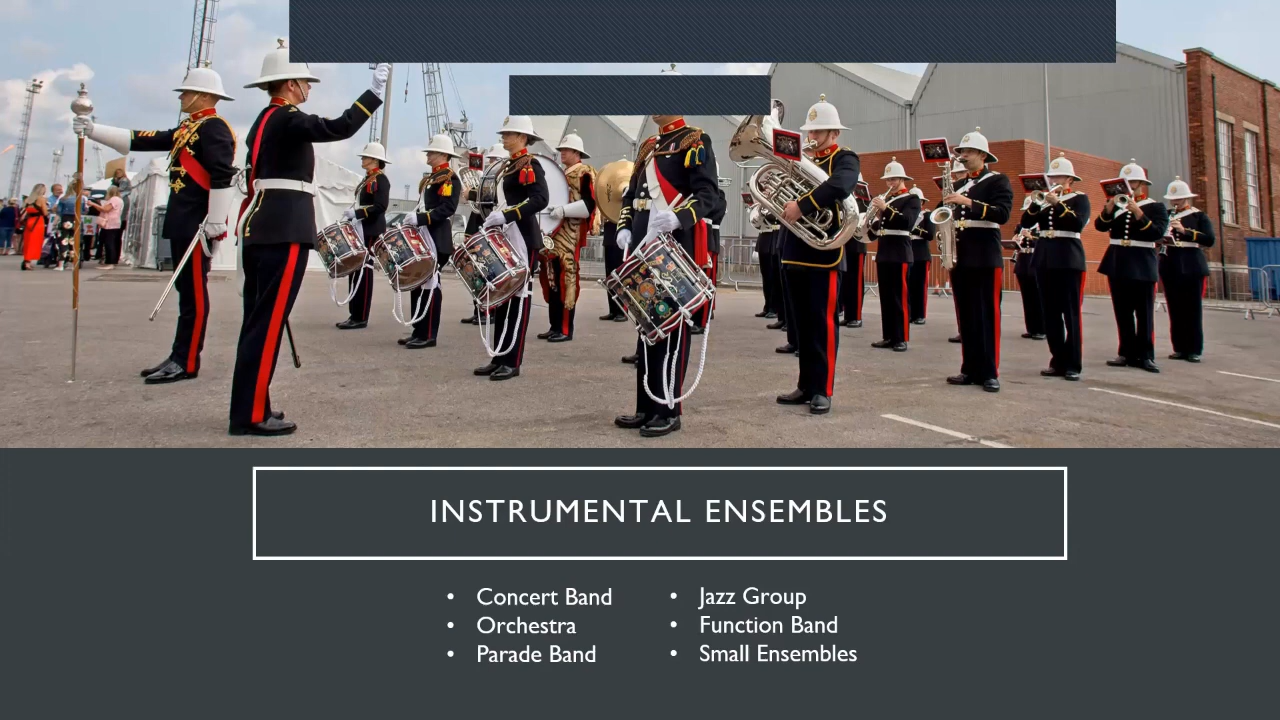 INSTRUMENTAL ENSEMBLES
• Concert Band
• Orchestra
• Parade Band
• Jazz Group
• Function Band
• Small Ensembles